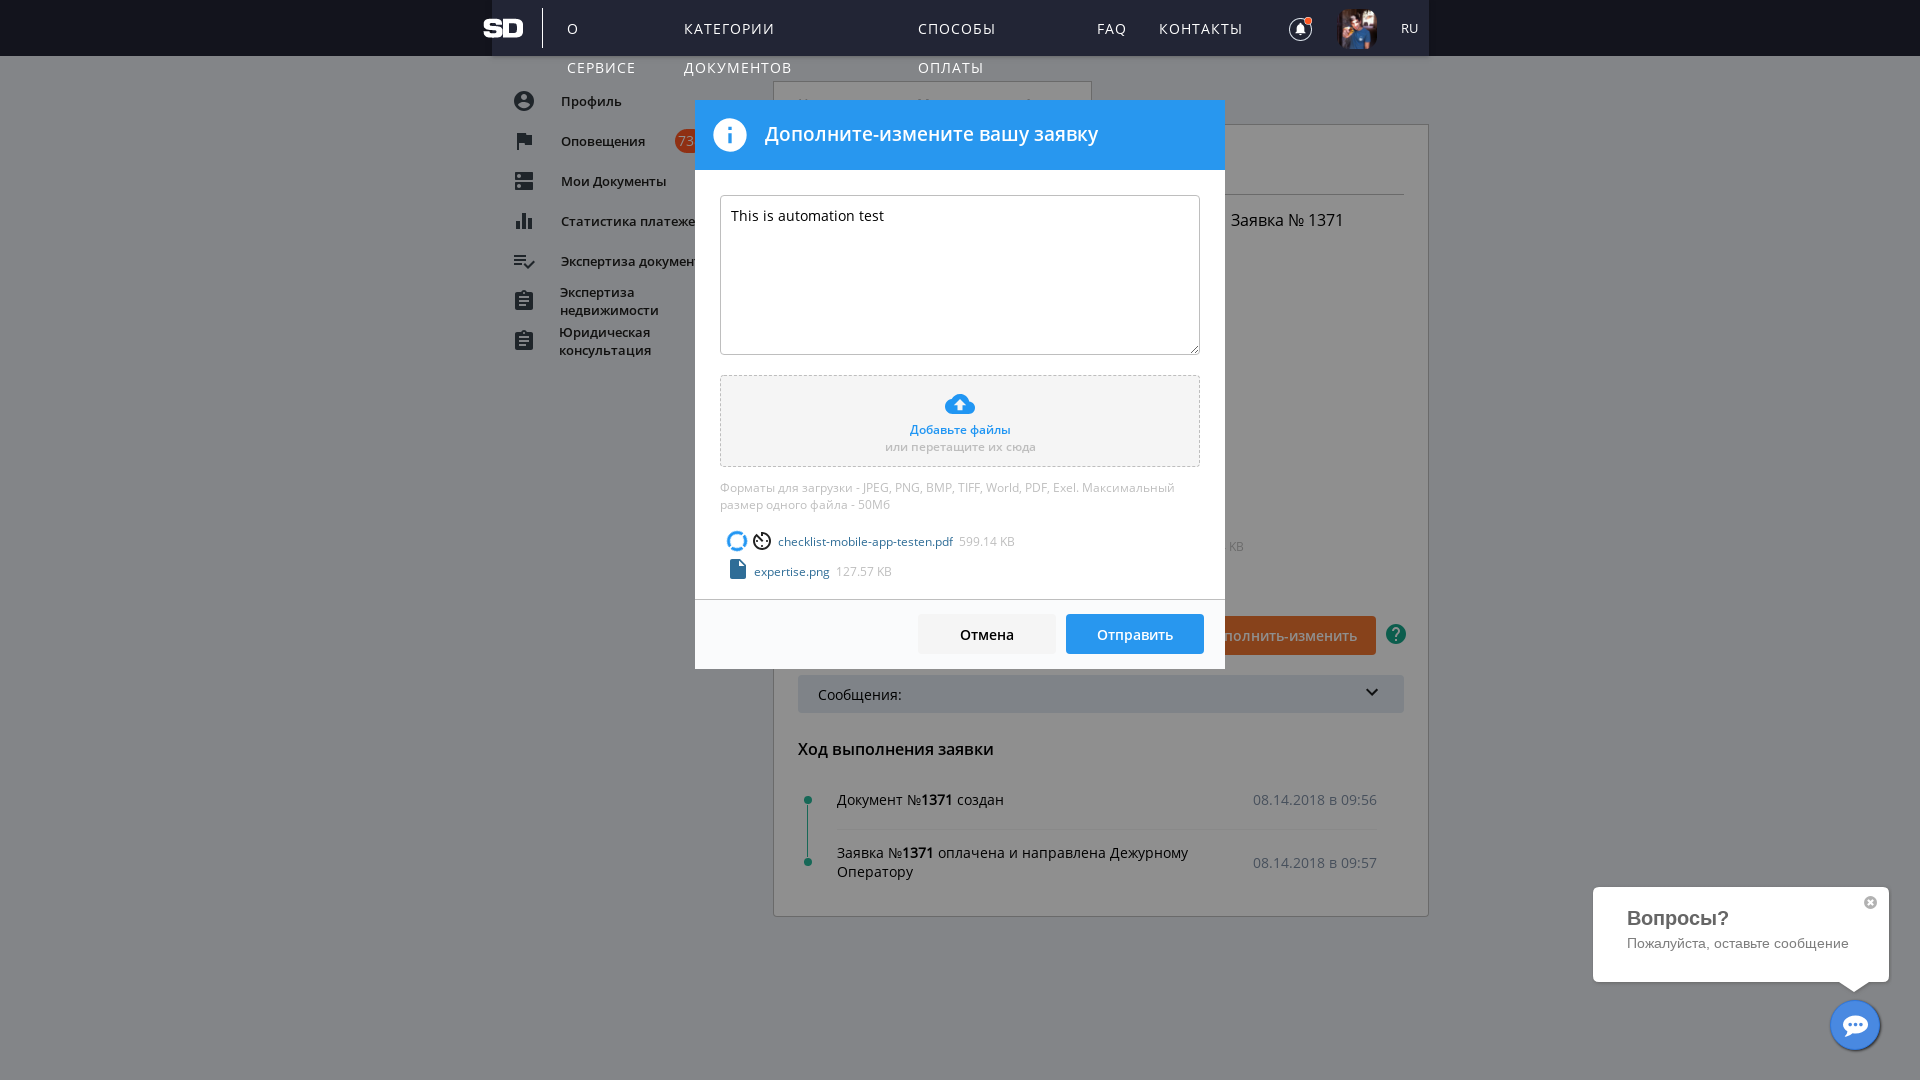 SD
О СЕРВИСЕ
КАТЕГОРИИ ДОКУМЕНТОВ
СПОСОБЫ ОПЛАТЫ
FAQ
КОНТАКТЫ
RU
Профиль
Оповещения
73
Мои Документы
Статистика платеже
Экспертиза докумен
Экспертиза
недвижимости
Юридическая
консультация
Дополните-измените вашу заявку
This is automation test
Заявка № 1371
Добавьте файлы
или перетащите их сюда
Форматы для загрузки - JPEG, PNG, BMP, TIFF, World, PDF, Exel. Максимальный
размер одного файла - 50Мб
checklist-mobile-app-testen.pdf 599.14 KB
KB
expertise.png 127.57 KB
Отмена
Отправить
полнить-изменить
Сообщения:
Ход выполнения заявки
Документ №1371 создан
08.14.2018 в 09:56
Заявка №1371 оплачена и направлена Дежурному
Оператору
08.14.2018 в 09:57
Вопросы?
Пожалуйста, оставьте сообщение